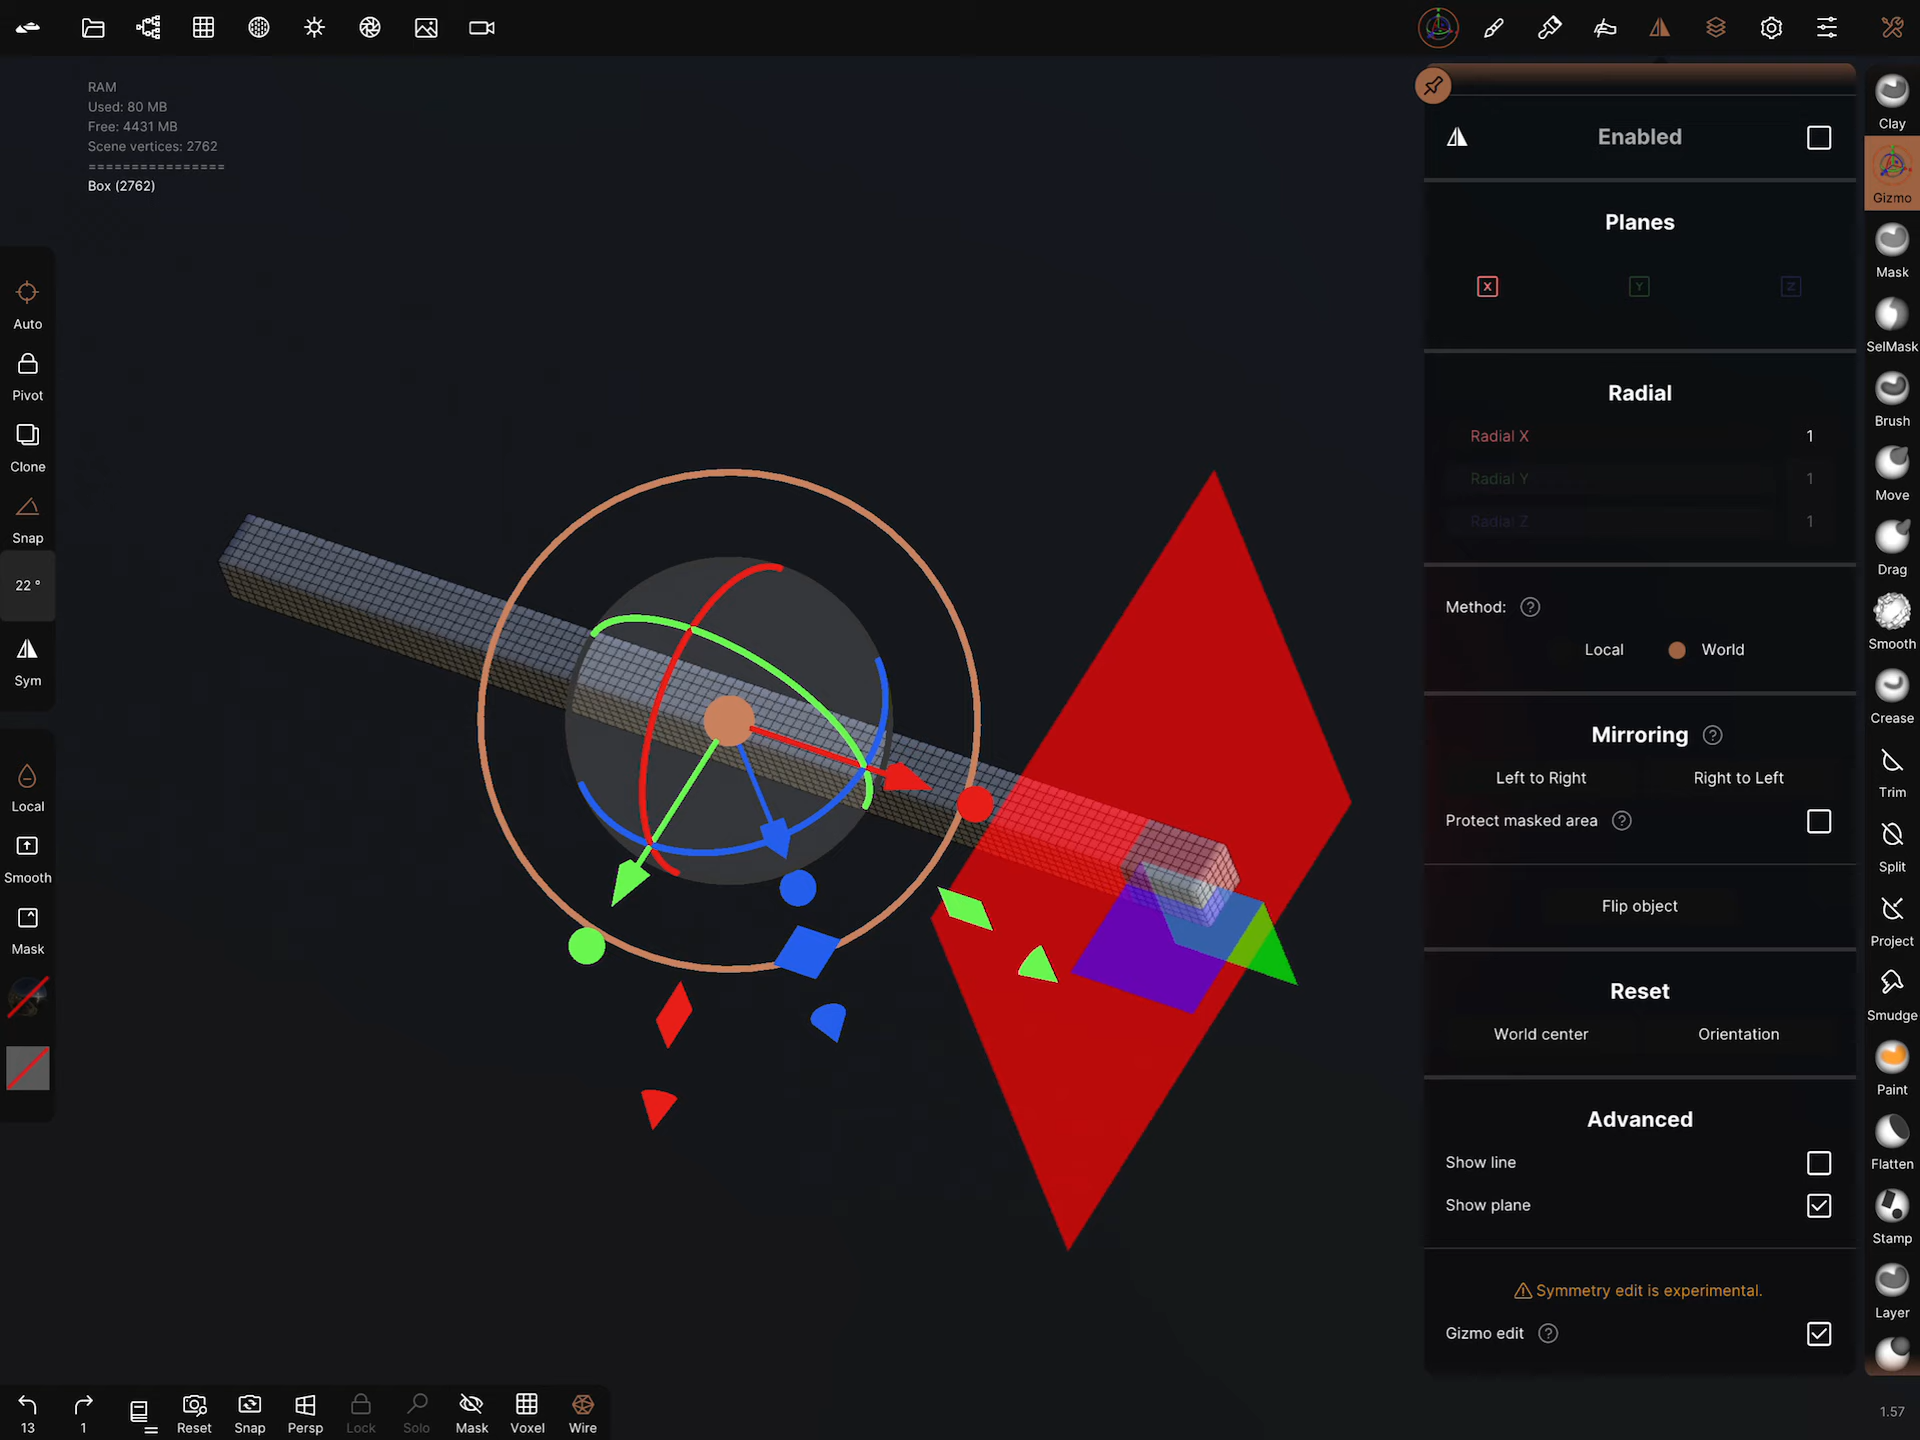 RAM
Used: 80 MB
Free: 4431 MB
Scene vertices: 2762
================
Box (2762)
Auto
Pivot
Clone
Snap
22 °
Sym
Local
Smooth
Mask
Enabled
Planes
X Y Z
Radial
Radial X 1
Radial Y 1
Radial Z 1
Method: ?
Local World
Mirroring ?
Left to Right Right to Left
Protect masked area ?
Flip object
Reset
World center Orientation
Advanced
Show line
Show plane
Symmetry edit is experimental.
Gizmo edit ?
Clay
Gizmo
Mask
SelMask
Brush
Move
Drag
Smooth
Crease
Trim
Split
Project
Smudge
Paint
Flatten
Stamp
Layer
13 1 Reset Snap Persp Lock Solo Mask Voxel Wire
1.57